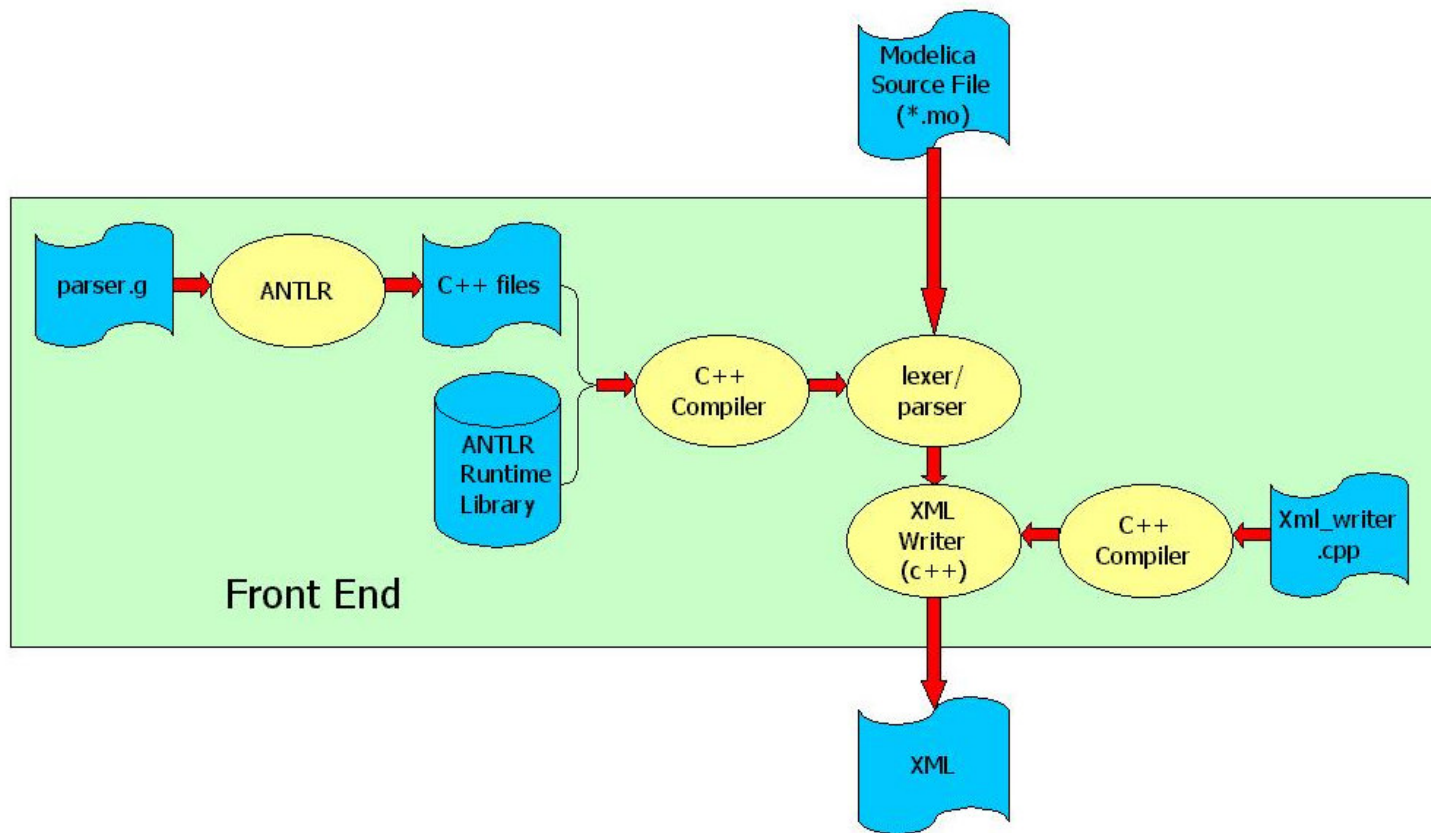 Modelica
Source File
(*.mo)
parser.g
ANTLR
C++ files
ANTLR
Runtime
Library
C++
Compiler
lexer/
parser
XML
Writer
(c++)
C++
Compiler
Xml_writer
.cpp
Front End
XML